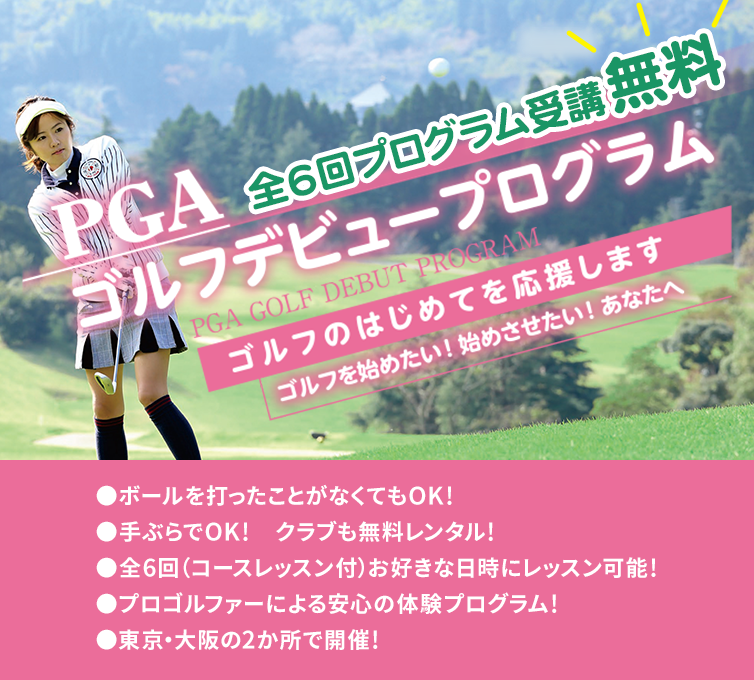 全6回プログラム受講無料
PGA
ゴルフデビュープログラム
PGA GOLF DEBUT PROGRAM
ゴルフのはじめてを応援します
ゴルフを始めたい！始めさせたい！あなたへ
●ボールを打ったことがなくてもOK！
●手ぶらでOK！　クラブも無料レンタル！
●全6回（コースレッスン付）お好きな日時にレッスン可能！
●プロゴルファーによる安心の体験プログラム！
●東京・大阪の2か所で開催！